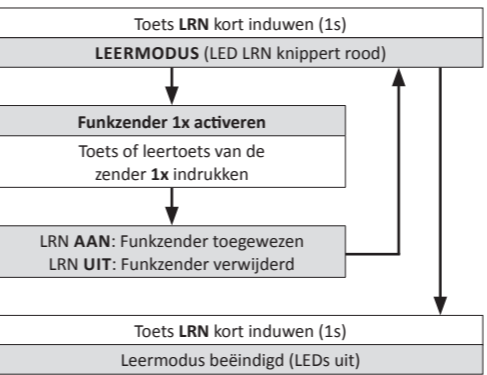 Toets LRN kort induwen (1s)
LEERMODUS (LED LRN knippert rood)
Funkzender 1x activeren
Toets of leertoets van de
zender 1x indrukken
LRN AAN: Funkzender toegewezen
LRN UIT: Funkzender verwijderd
Toets LRN kort induwen (1s)
Leermodus beëindigd (LEDs uit)